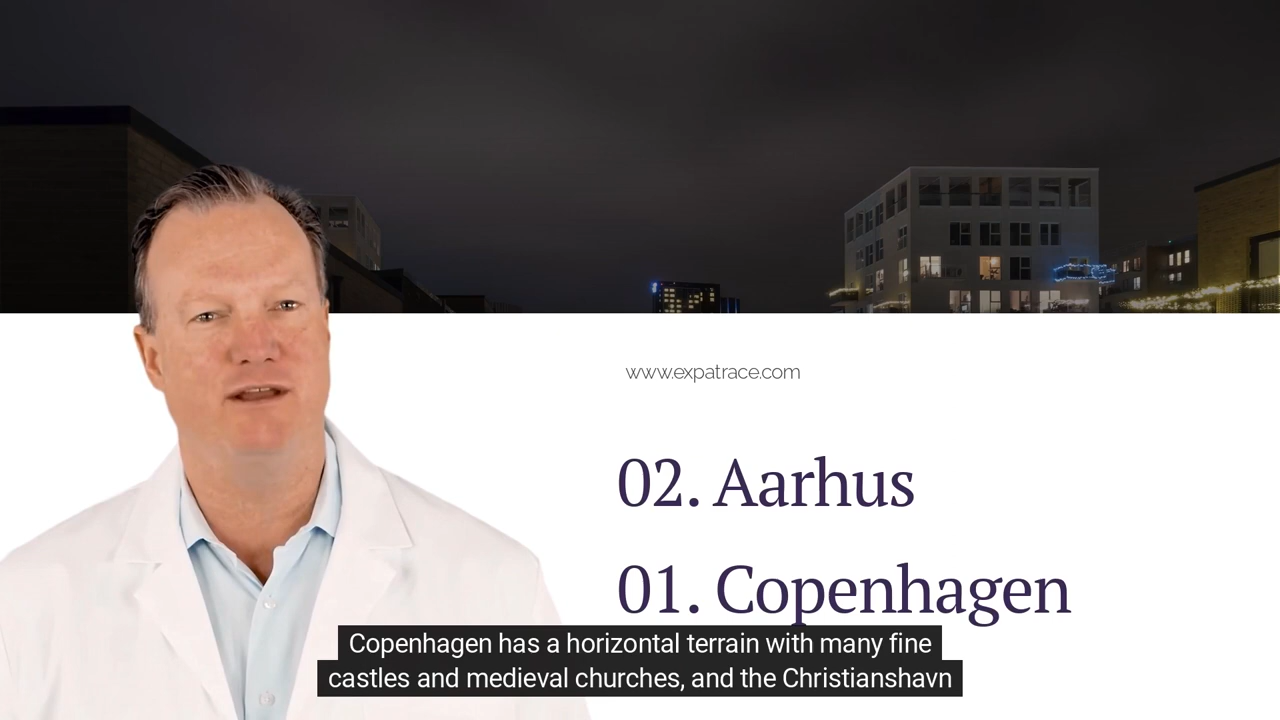 www.expatrace.com
02. Aarhus
01. Copenhagen
Copenhagen has a horizontal terrain with many fine
castles and medieval churches, and the Christianshavn